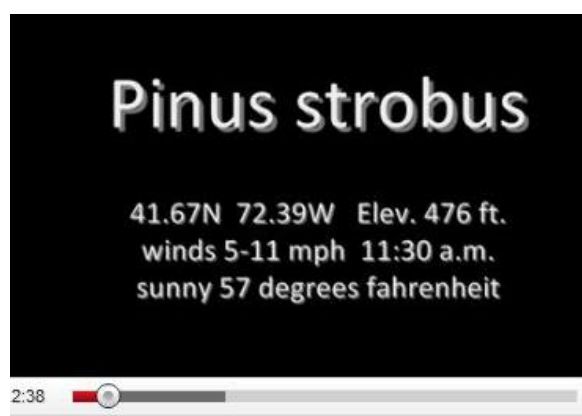 Pinus strobus
41.67N 72.39W Elev. 476 ft.
winds 5-11 mph 11:30 a.m.
sunny 57 degrees fahrenheit
2:38